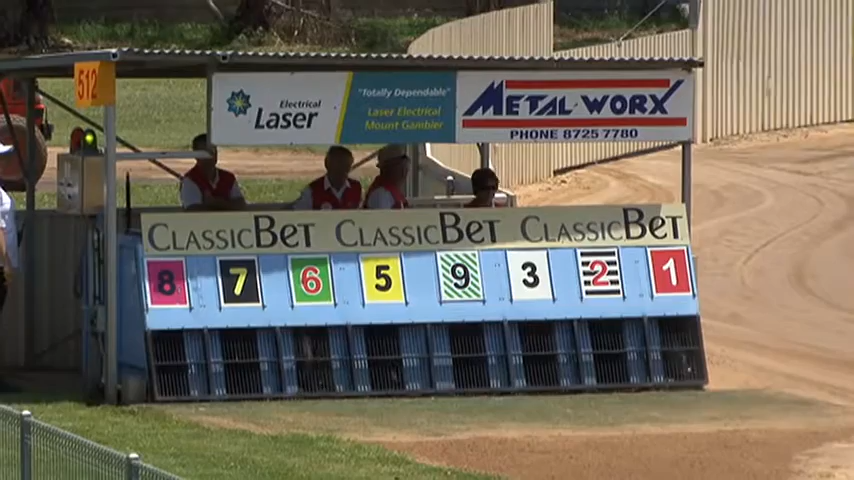 512
Electrical
Laser
"Totally Dependable"
Laser Electrical
Mount Gambier
METAL WORX
PHONE 8725 7780
CLASSICBET CLASSICBET CLASSICBET
8 7 6 5 9 3 2 1